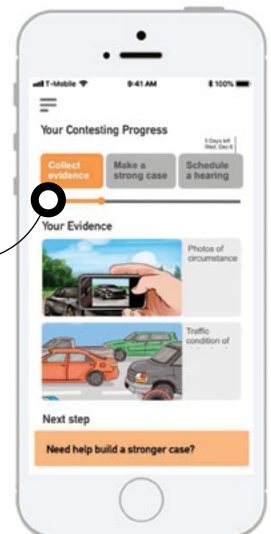 T-Mobile 9:41 AM 100%
Your Contesting Progress
5 Days left
Wed, Dec 6
Collect evidence
Make a strong case
Schedule a hearing
Your Evidence
Photos of circumstance
Traffic condition of
Next step
Need help build a stronger case?